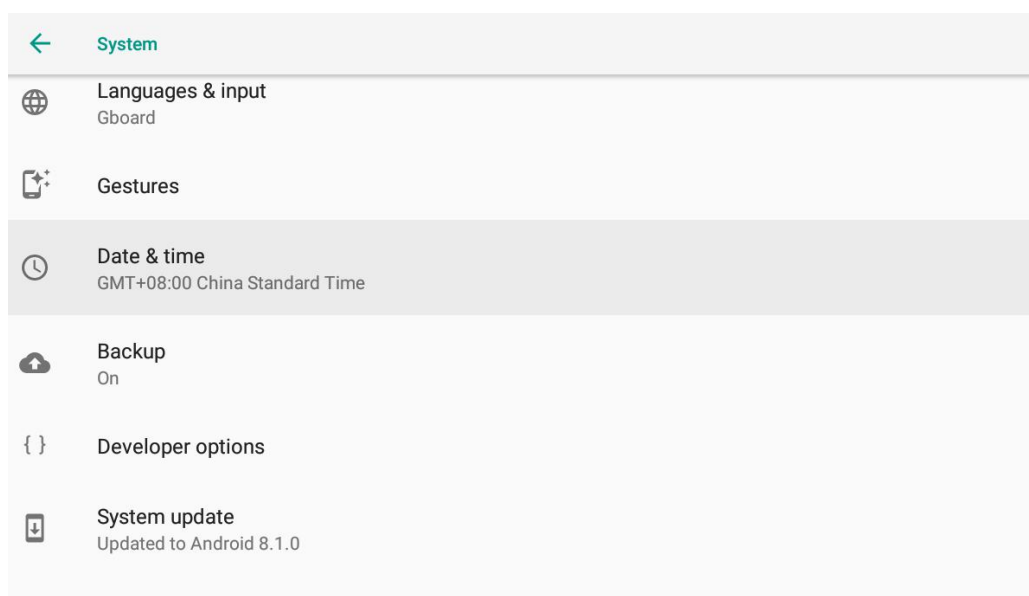 System
Languages & input
Gboard
Gestures
Date & time
GMT+08:00 China Standard Time
Backup
On
{ }
Developer options
System update
Updated to Android 8.1.0